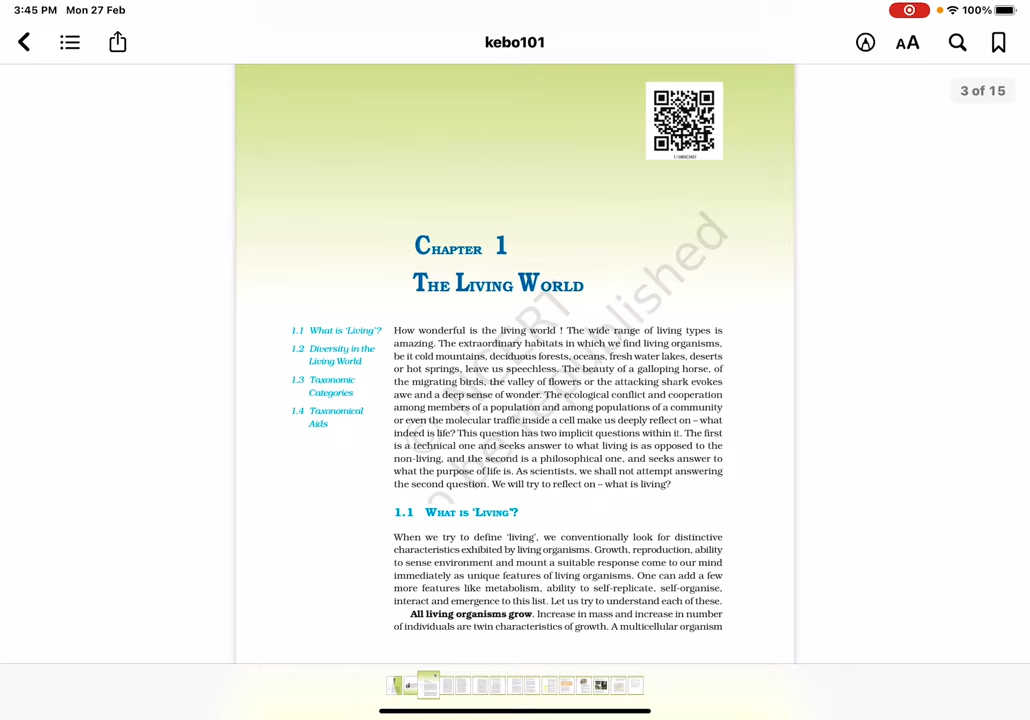 3:45 PM Mon 27 Feb
100%
kebo101
AA
3 of 15
11080CH01
CHAPTER 1
THE LIVING WORLD
1.1 What is ‘Living’?
1.2 Diversity in the
Living World
1.3 Taxonomic
Categories
1.4 Taxonomical
Aids
How wonderful is the living world ! The wide range of living types is
amazing. The extraordinary habitats in which we find living organisms,
be it cold mountains, deciduous forests, oceans, fresh water lakes, deserts
or hot springs, leave us speechless. The beauty of a galloping horse, of
the migrating birds, the valley of flowers or the attacking shark evokes
awe and a deep sense of wonder. The ecological conflict and cooperation
among members of a population and among populations of a community
or even the molecular traffic inside a cell make us deeply reflect on – what
indeed is life? This question has two implicit questions within it. The first
is a technical one and seeks answer to what living is as opposed to the
non-living, and the second is a philosophical one, and seeks answer to
what the purpose of life is. As scientists, we shall not attempt answering
the second question. We will try to reflect on – what is living?
1.1 WHAT IS ‘LIVING’?
When we try to define ‘living’, we conventionally look for distinctive
characteristics exhibited by living organisms. Growth, reproduction, ability
to sense environment and mount a suitable response come to our mind
immediately as unique features of living organisms. One can add a few
more features like metabolism, ability to self-replicate, self-organise,
interact and emergence to this list. Let us try to understand each of these.
All living organisms grow. Increase in mass and increase in number
of individuals are twin characteristics of growth. A multicellular organism
© NCERT
o be republished